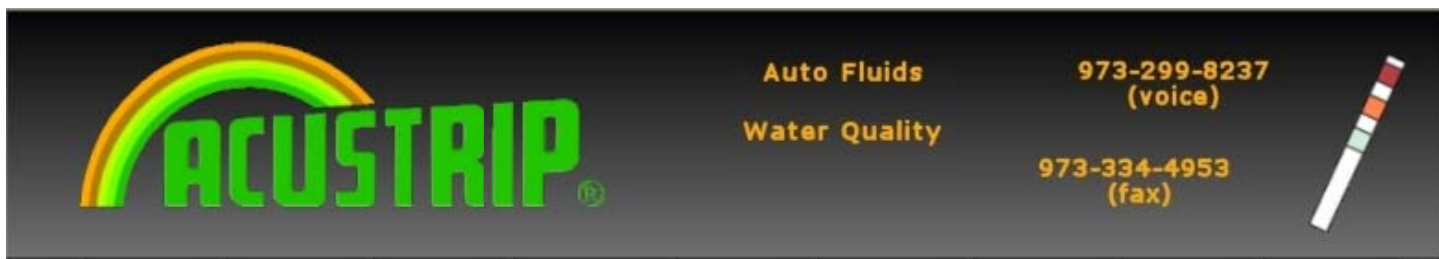 ACUSTRIP®
Auto Fluids
Water Quality
973-299-8237
(voice)
973-334-4953
(fax)